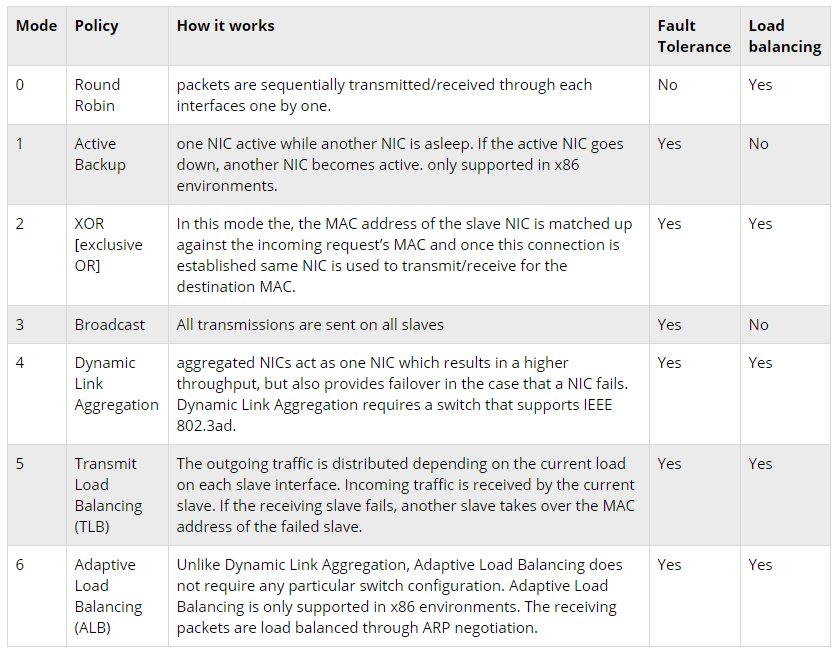 Mode Policy How it works Fault Tolerance Load balancing
0 Round Robin packets are sequentially transmitted/received through each interfaces one by one. No Yes
1 Active Backup one NIC active while another NIC is asleep. If the active NIC goes down, another NIC becomes active. only supported in x86 environments. Yes No
2 XOR [exclusive OR] In this mode the, the MAC address of the slave NIC is matched up against the incoming request’s MAC and once this connection is established same NIC is used to transmit/receive for the destination MAC. Yes Yes
3 Broadcast All transmissions are sent on all slaves Yes No
4 Dynamic Link Aggregation aggregated NICs act as one NIC which results in a higher throughput, but also provides failover in the case that a NIC fails. Dynamic Link Aggregation requires a switch that supports IEEE 802.3ad. Yes Yes
5 Transmit Load Balancing (TLB) The outgoing traffic is distributed depending on the current load on each slave interface. Incoming traffic is received by the current slave. If the receiving slave fails, another slave takes over the MAC address of the failed slave. Yes Yes
6 Adaptive Load Balancing (ALB) Unlike Dynamic Link Aggregation, Adaptive Load Balancing does not require any particular switch configuration. Adaptive Load Balancing is only supported in x86 environments. The receiving packets are load balanced through ARP negotiation. Yes Yes